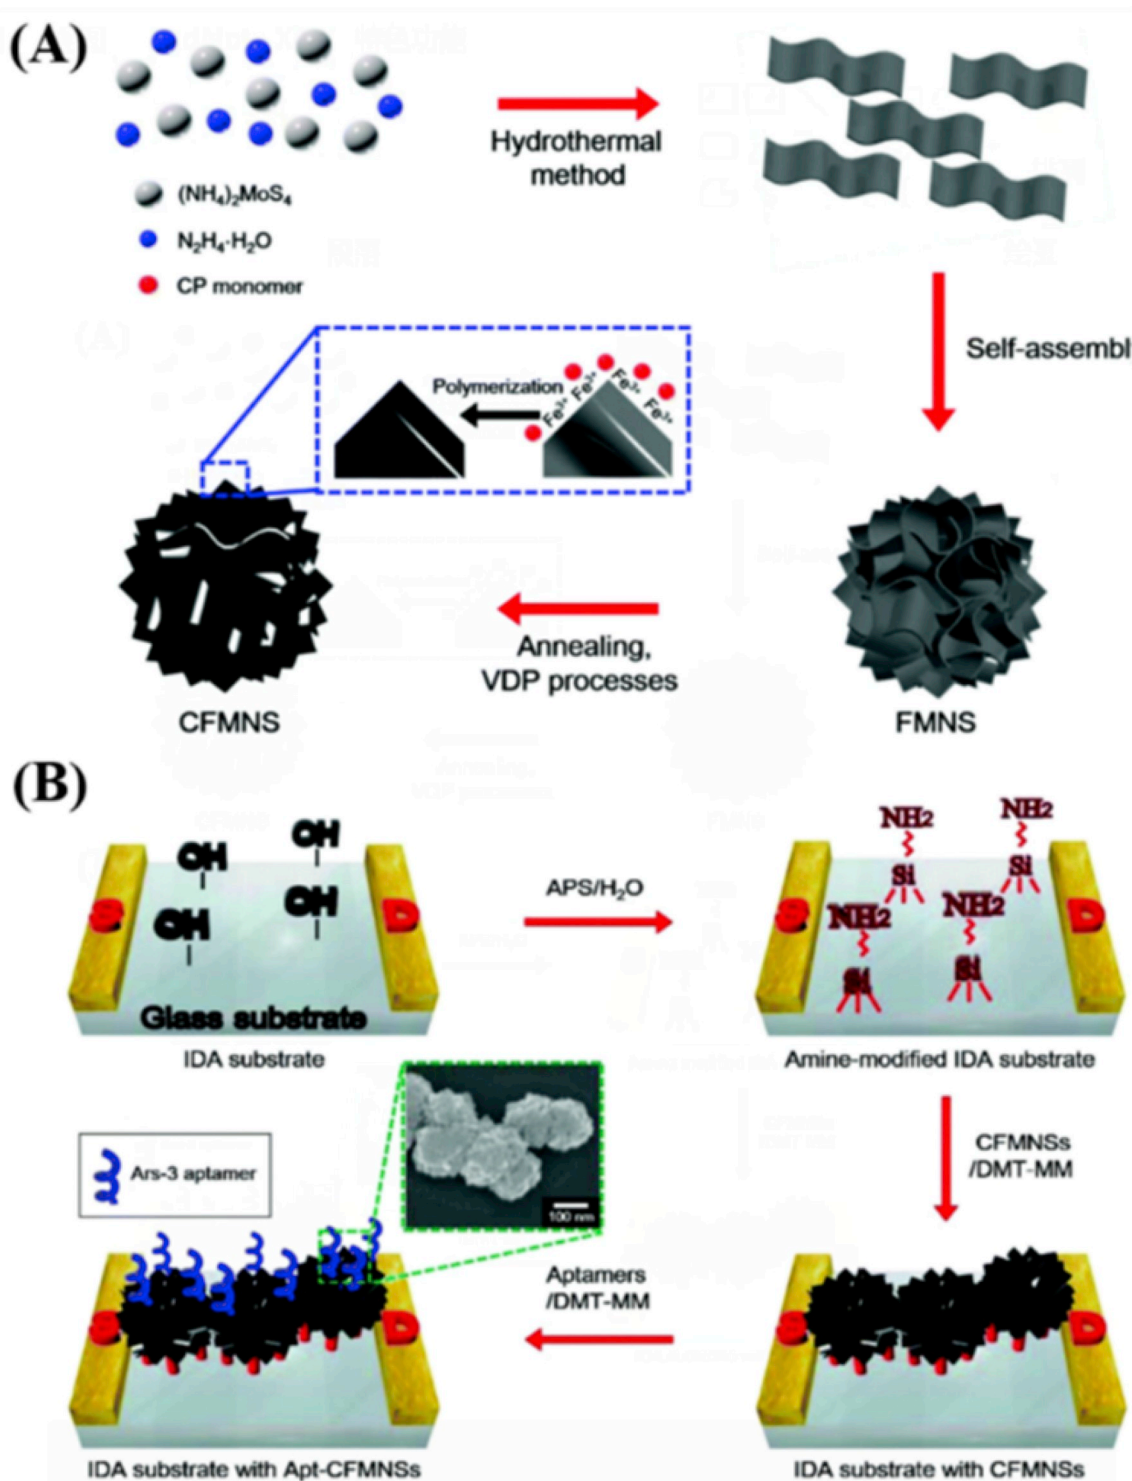 (A)
Hydrothermal
method
(NH₄)₂MoS₄
N₂H₄·H₂O
CP monomer
Self-assembl
Polymerization
Fe³⁺
Fe³⁺
Fe³⁺
Fe³⁺
Annealing,
VDP processes
CFMNS
FMNS
(B)
OH
OH
OH
OH
S
D
Glass substrate
IDA substrate
APS/H₂O
NH2
NH2
Si
Si
NH2
NH2
Si
Si
S
D
Amine-modified IDA substrate
CFMNSs
/DMT-MM
Ars-3 aptamer
100 nm
Aptamers
/DMT-MM
S
D
S
D
IDA substrate with Apt-CFMNSs
IDA substrate with CFMNSs